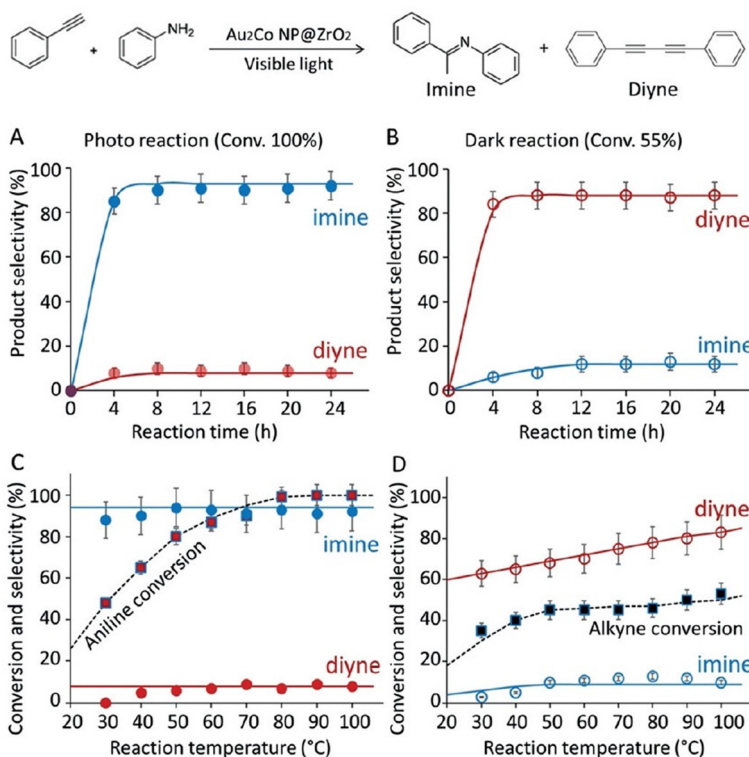 NH2
+
Au2Co NP@ZrO2
Visible light
N
Imine
+
Diyne
A
Photo reaction (Conv. 100%)
Product selectivity (%)
100
80
60
40
20
0
imine
diyne
0 4 8 12 16 20 24
Reaction time (h)
B
Dark reaction (Conv. 55%)
Product selectivity (%)
100
80
60
40
20
0
diyne
imine
0 4 8 12 16 20 24
Reaction time (h)
C
Conversion and selectivity (%)
100
80
60
40
20
0
imine
Aniline conversion
diyne
20 30 40 50 60 70 80 90 100
Reaction temperature (°C)
D
Conversion and selectivity (%)
100
80
60
40
20
0
diyne
Alkyne conversion
imine
20 30 40 50 60 70 80 90 100
Reaction temperature (°C)